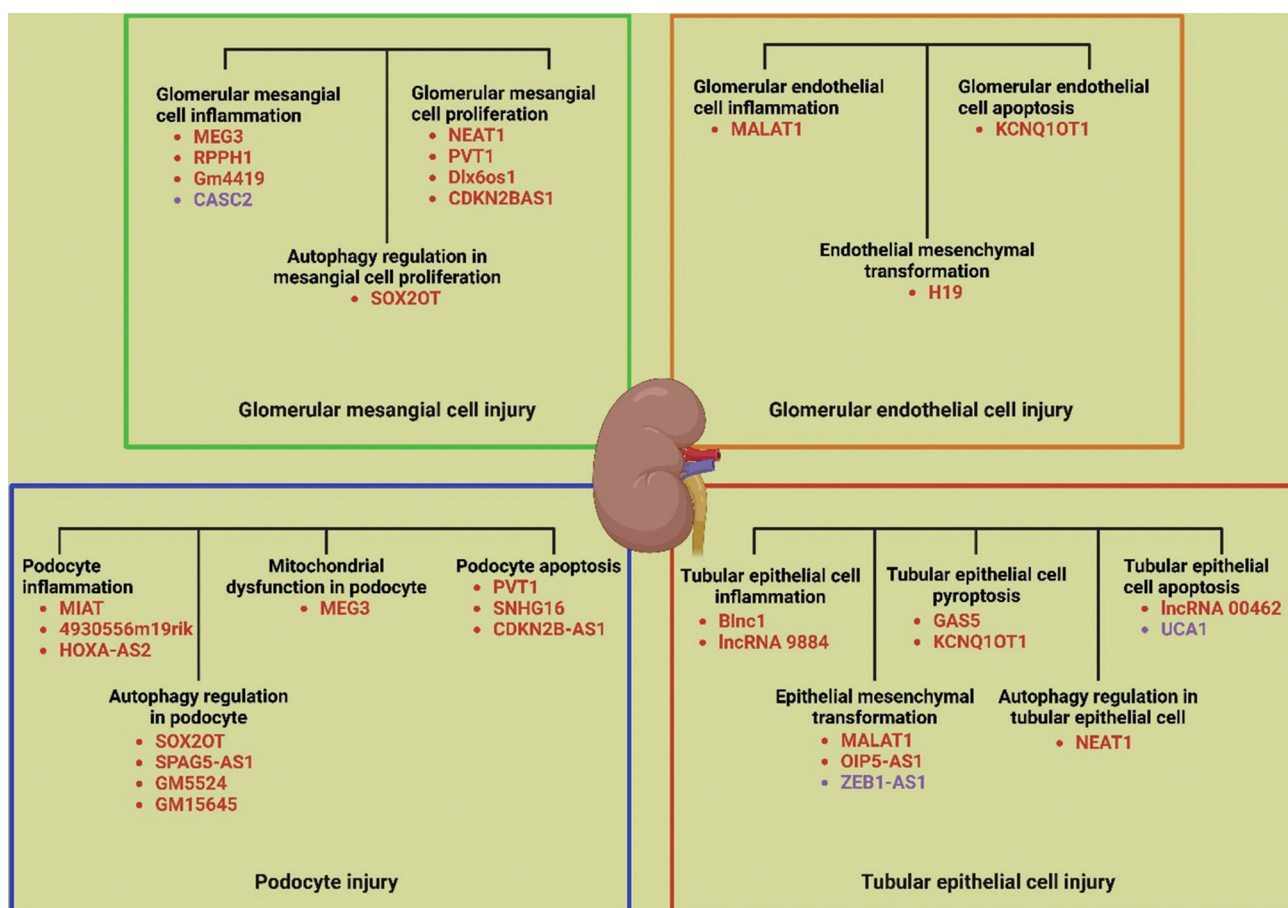 Glomerular mesangial
cell inflammation
• MEG3
• RPPH1
• Gm4419
• CASC2
Glomerular mesangial
cell proliferation
• NEAT1
• PVT1
• Dlx6os1
• CDKN2BAS1
Autophagy regulation in
mesangial cell proliferation
• SOX2OT
Glomerular mesangial cell injury
Glomerular endothelial
cell inflammation
• MALAT1
Glomerular endothelial
cell apoptosis
• KCNQ1OT1
Endothelial mesenchymal
transformation
• H19
Glomerular endothelial cell injury
Podocyte
inflammation
• MIAT
• 4930556m19rik
• HOXA-AS2
Mitochondrial
dysfunction in podocyte
• MEG3
Podocyte apoptosis
• PVT1
• SNHG16
• CDKN2B-AS1
Autophagy regulation
in podocyte
• SOX2OT
• SPAG5-AS1
• GM5524
• GM15645
Podocyte injury
Tubular epithelial cell
inflammation
• Blnc1
• lncRNA 9884
Tubular epithelial cell
pyroptosis
• GAS5
• KCNQ1OT1
Tubular epithelial
cell apoptosis
• lncRNA 00462
• UCA1
Epithelial mesenchymal
transformation
• MALAT1
• OIP5-AS1
• ZEB1-AS1
Autophagy regulation in
tubular epithelial cell
• NEAT1
Tubular epithelial cell injury